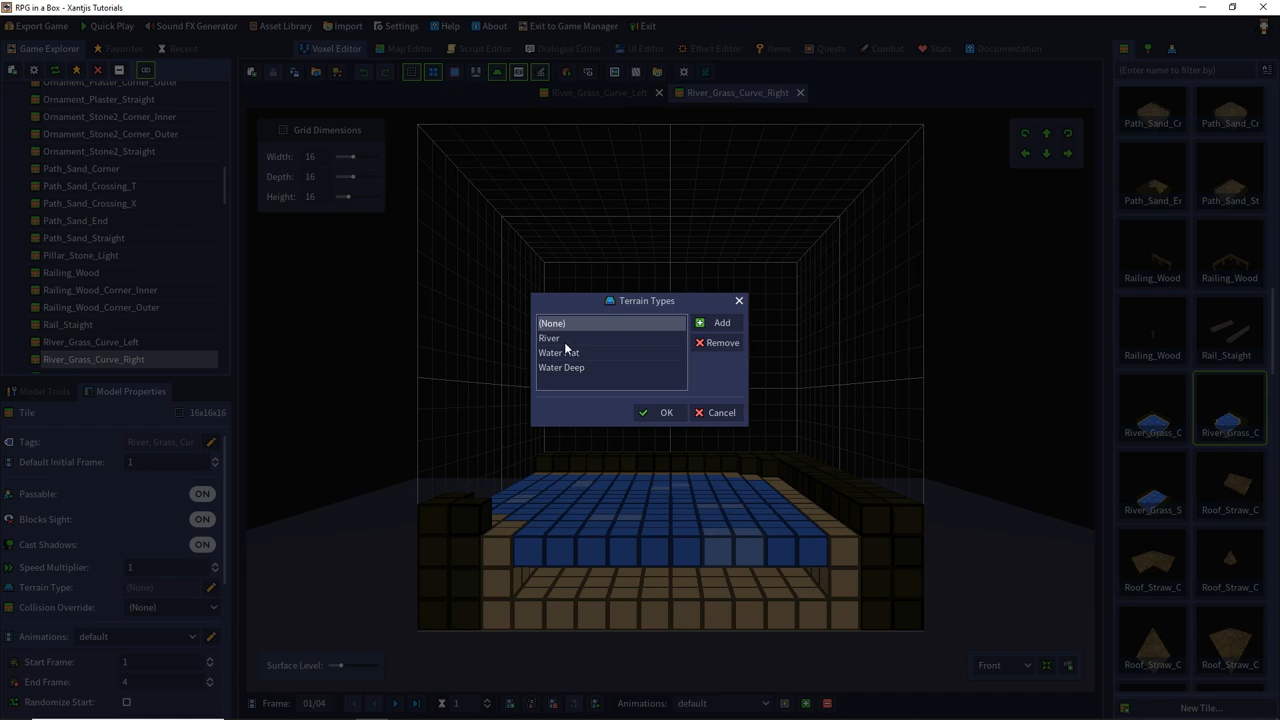 RPG in a Box - Xantjis Tutorials
Export Game Quick Play Sound FX Generator Asset Library Import Settings Help About Exit to Game Manager Exit
Game Explorer Favorites Recent Voxel Editor Map Editor Script Editor Dialogue Editor UI Editor Effect Editor Items Quests Combat Stats Documentation
(Enter name to filter by)
River_Grass_Curve_Left River_Grass_Curve_Right
Ornament_Plaster_Corner_Outer
Ornament_Plaster_Straight
Ornament_Stone2_Corner_Inner
Ornament_Stone2_Corner_Outer
Ornament_Stone2_Straight
Path_Sand_Corner
Path_Sand_Crossing_T
Path_Sand_Crossing_X
Path_Sand_End
Path_Sand_Straight
Pillar_Stone_Light
Railing_Wood
Railing_Wood_Corner_Inner
Railing_Wood_Corner_Outer
Rail_Straight
River_Grass_Curve_Left
River_Grass_Curve_Right
Grid Dimensions
Width: 16
Depth: 16
Height: 16
Terrain Types
(None)
River
Water
Water Deep
Add
Remove
OK Cancel
Model Tools Model Properties
Tile 16x16x16
Tags: River, Grass, Cur
Default Initial Frame: 1
Passable: ON
Blocks Sight: ON
Cast Shadows: ON
Speed Multiplier: 1
Terrain Type: (None)
Collision Override: (None)
Animations: default
Start Frame: 1
End Frame: 4
Randomize Start:
Surface Level:
Front
Frame: 01/04 1 Animations: default
Path_Sand_Cr Path_Sand_Cr
Path_Sand_Er Path_Sand_St
Railing_Wood Railing_Wood
Railing_Wood Rail_Straight
River_Grass_C River_Grass_C
River_Grass_S Roof_Straw_C
Roof_Straw_C Roof_Straw_C
Roof_Straw_C Roof_Straw_C
New Tile...